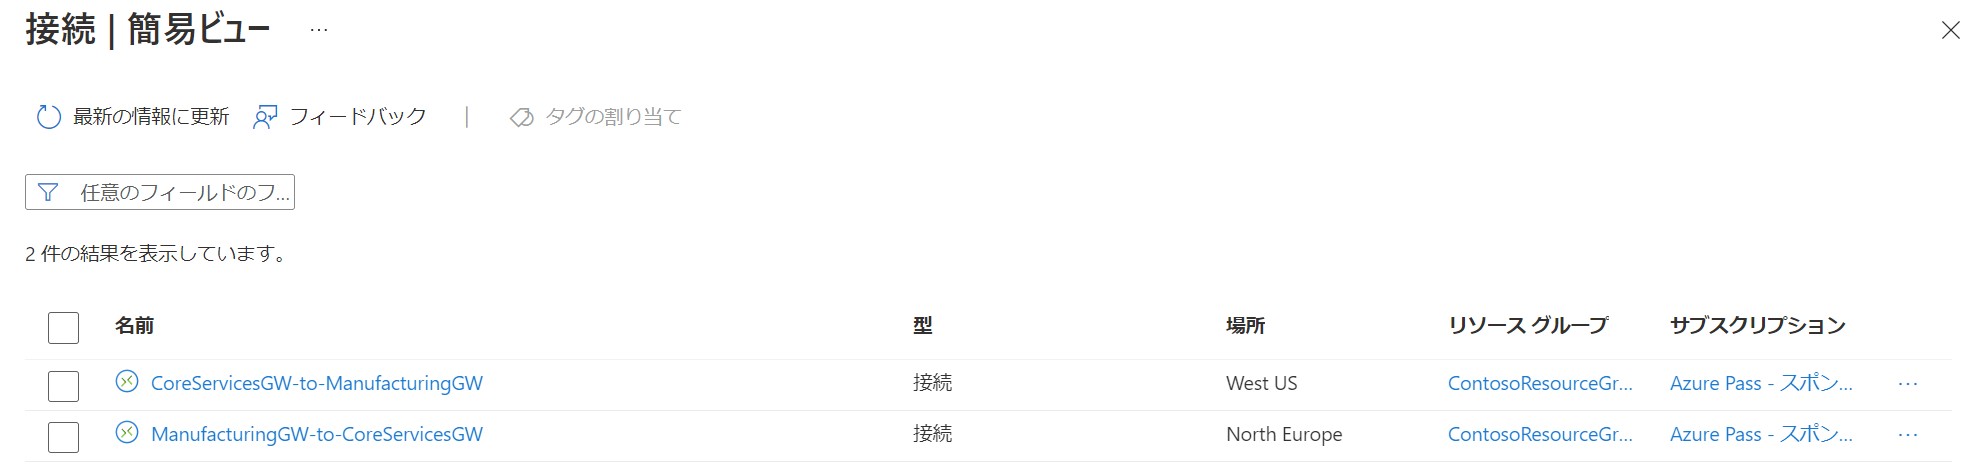 接続 | 簡易ビュー ...
最新の情報に更新 フィードバック | タグの割り当て
任意のフィールドのフ...
2 件の結果を表示しています。
名前 型 場所 リソース グループ サブスクリプション
CoreServicesGW-to-ManufacturingGW 接続 West US ContosoResourceGr... Azure Pass - スポン... ...
ManufacturingGW-to-CoreServicesGW 接続 North Europe ContosoResourceGr... Azure Pass - スポン... ...